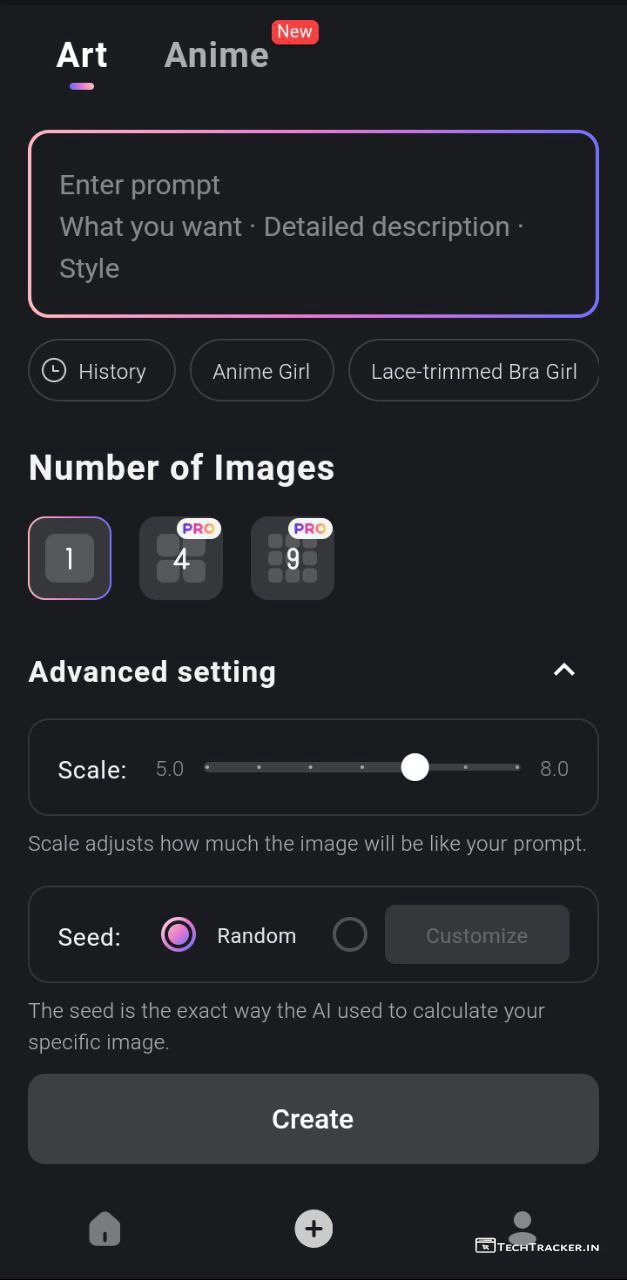 New
Art Anime
Enter prompt
What you want · Detailed description ·
Style
History Anime Girl Lace-trimmed Bra Girl
Number of Images
PRO PRO
1 4 9
Advanced setting
Scale: 5.0 8.0
Scale adjusts how much the image will be like your prompt.
Seed: Random Customize
The seed is the exact way the AI used to calculate your
specific image.
Create
TECHTRACKER.IN